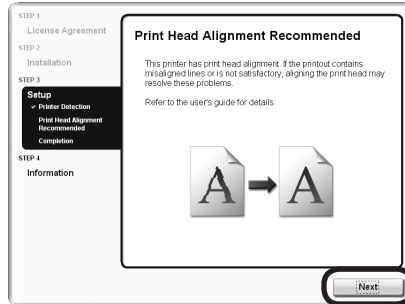 STEP 1
License Agreement
STEP 2
Installation
STEP 3
Setup
✓ Printer Detection
Print Head Alignment
Recommended
Completion
STEP 4
Information
Print Head Alignment Recommended
This printer has print head alignment. If the printout contains
misaligned lines or is not satisfactory, aligning the print head may
resolve these problems.
Refer to the user's guide for details.
A
A
Next